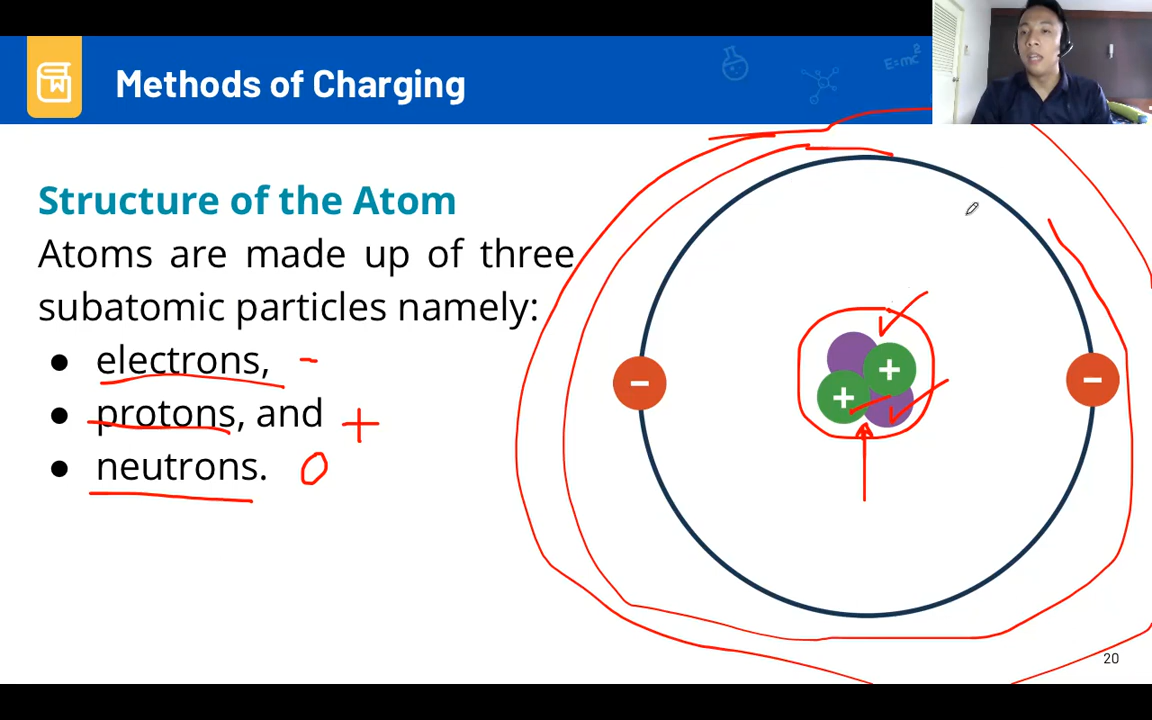 E=mc²
Methods of Charging
Structure of the Atom
Atoms are made up of three
subatomic particles namely:
● electrons, -
● protons, and +
● neutrons. 0
+
+
−
−
20